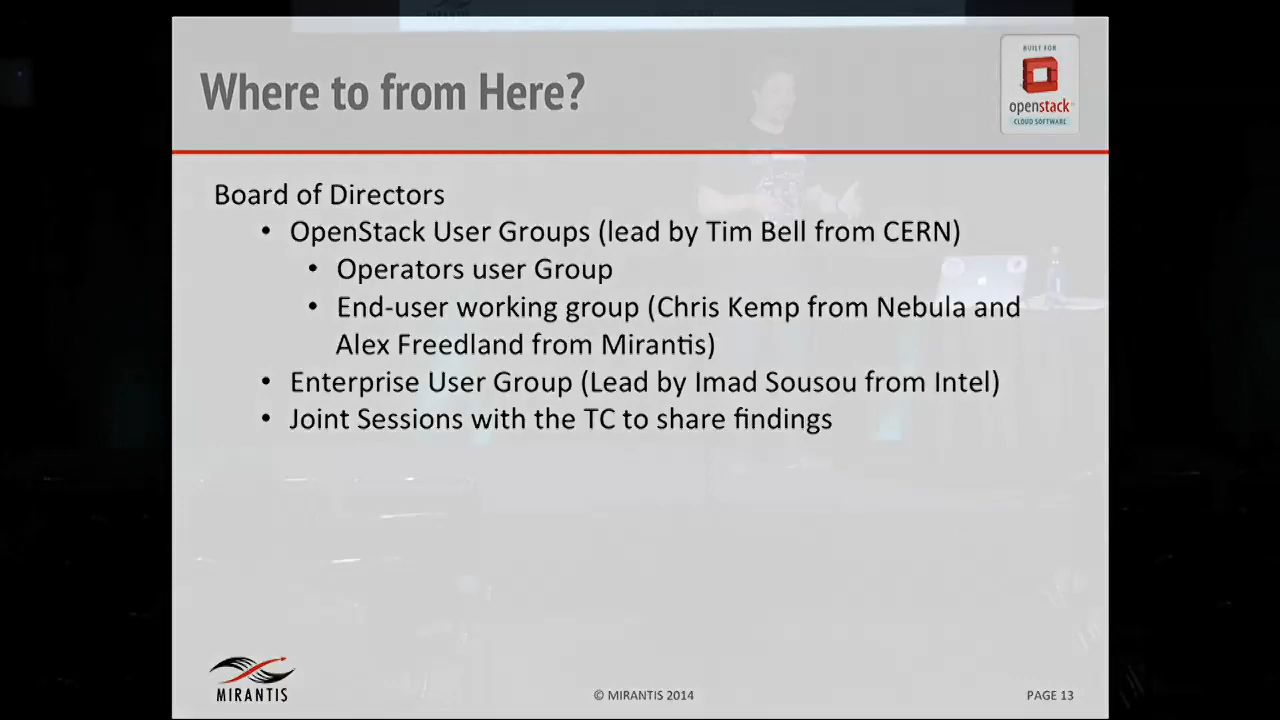 Where to from Here?
BUILT FOR
openstack
CLOUD SOFTWARE
Board of Directors
• OpenStack User Groups (lead by Tim Bell from CERN)
• Operators user Group
• End-user working group (Chris Kemp from Nebula and
Alex Freedland from Mirantis)
• Enterprise User Group (Lead by Imad Sousou from Intel)
• Joint Sessions with the TC to share findings
MIRANTIS
© MIRANTIS 2014
PAGE 13